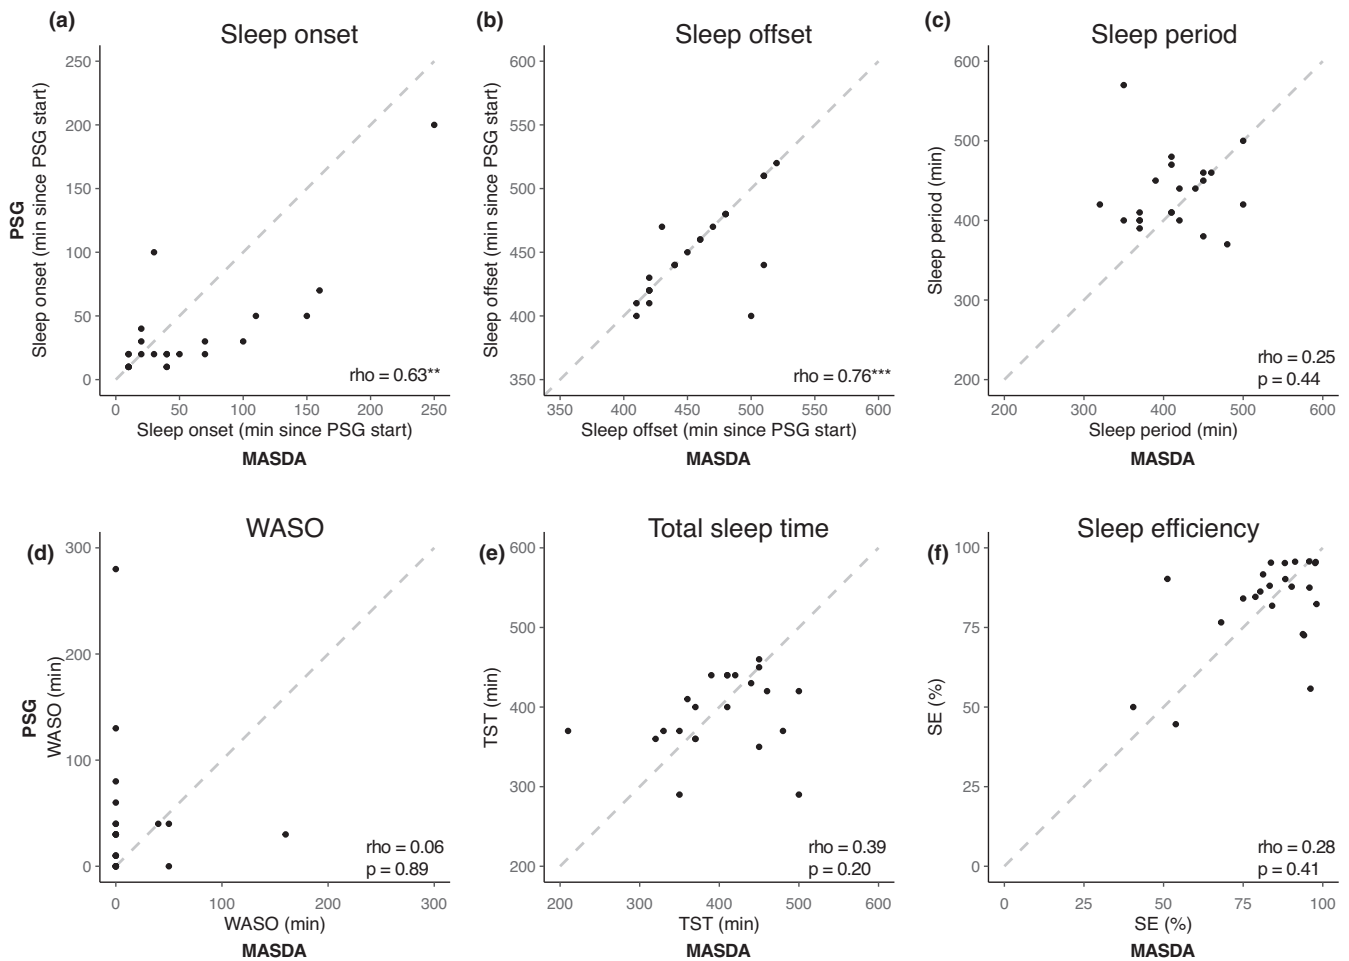 (a)
Sleep onset
PSG
Sleep onset (min since PSG start)
250
200
150
100
50
0
rho = 0.63**
0 50 100 150 200 250
Sleep onset (min since PSG start)
MASDA
(b)
Sleep offset
Sleep offset (min since PSG start)
600
550
500
450
400
350
rho = 0.76***
350 400 450 500 550 600
Sleep offset (min since PSG start)
MASDA
(c)
Sleep period
Sleep period (min)
600
500
400
300
200
rho = 0.25
p = 0.44
200 300 400 500 600
Sleep period (min)
MASDA
(d)
WASO
PSG
WASO (min)
300
200
100
0
rho = 0.06
p = 0.89
0 100 200 300
WASO (min)
MASDA
(e)
Total sleep time
TST (min)
600
500
400
300
200
rho = 0.39
p = 0.20
200 300 400 500 600
TST (min)
MASDA
(f)
Sleep efficiency
SE (%)
100
75
50
25
0
rho = 0.28
p = 0.41
0 25 50 75 100
SE (%)
MASDA